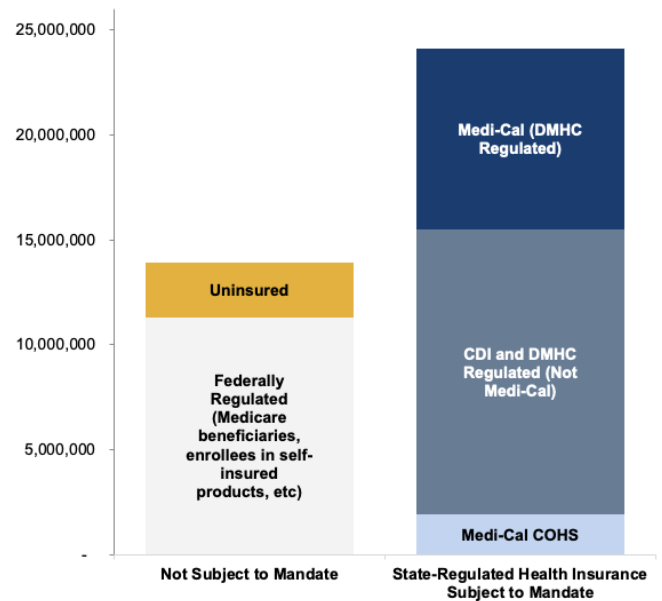 25,000,000
20,000,000
15,000,000
10,000,000
5,000,000
-
Uninsured
Federally
Regulated
(Medicare
beneficiaries,
enrollees in self-
insured
products, etc)
Medi-Cal (DMHC
Regulated)
CDI and DMHC
Regulated (Not
Medi-Cal)
Medi-Cal COHS
Not Subject to Mandate
State-Regulated Health Insurance
Subject to Mandate